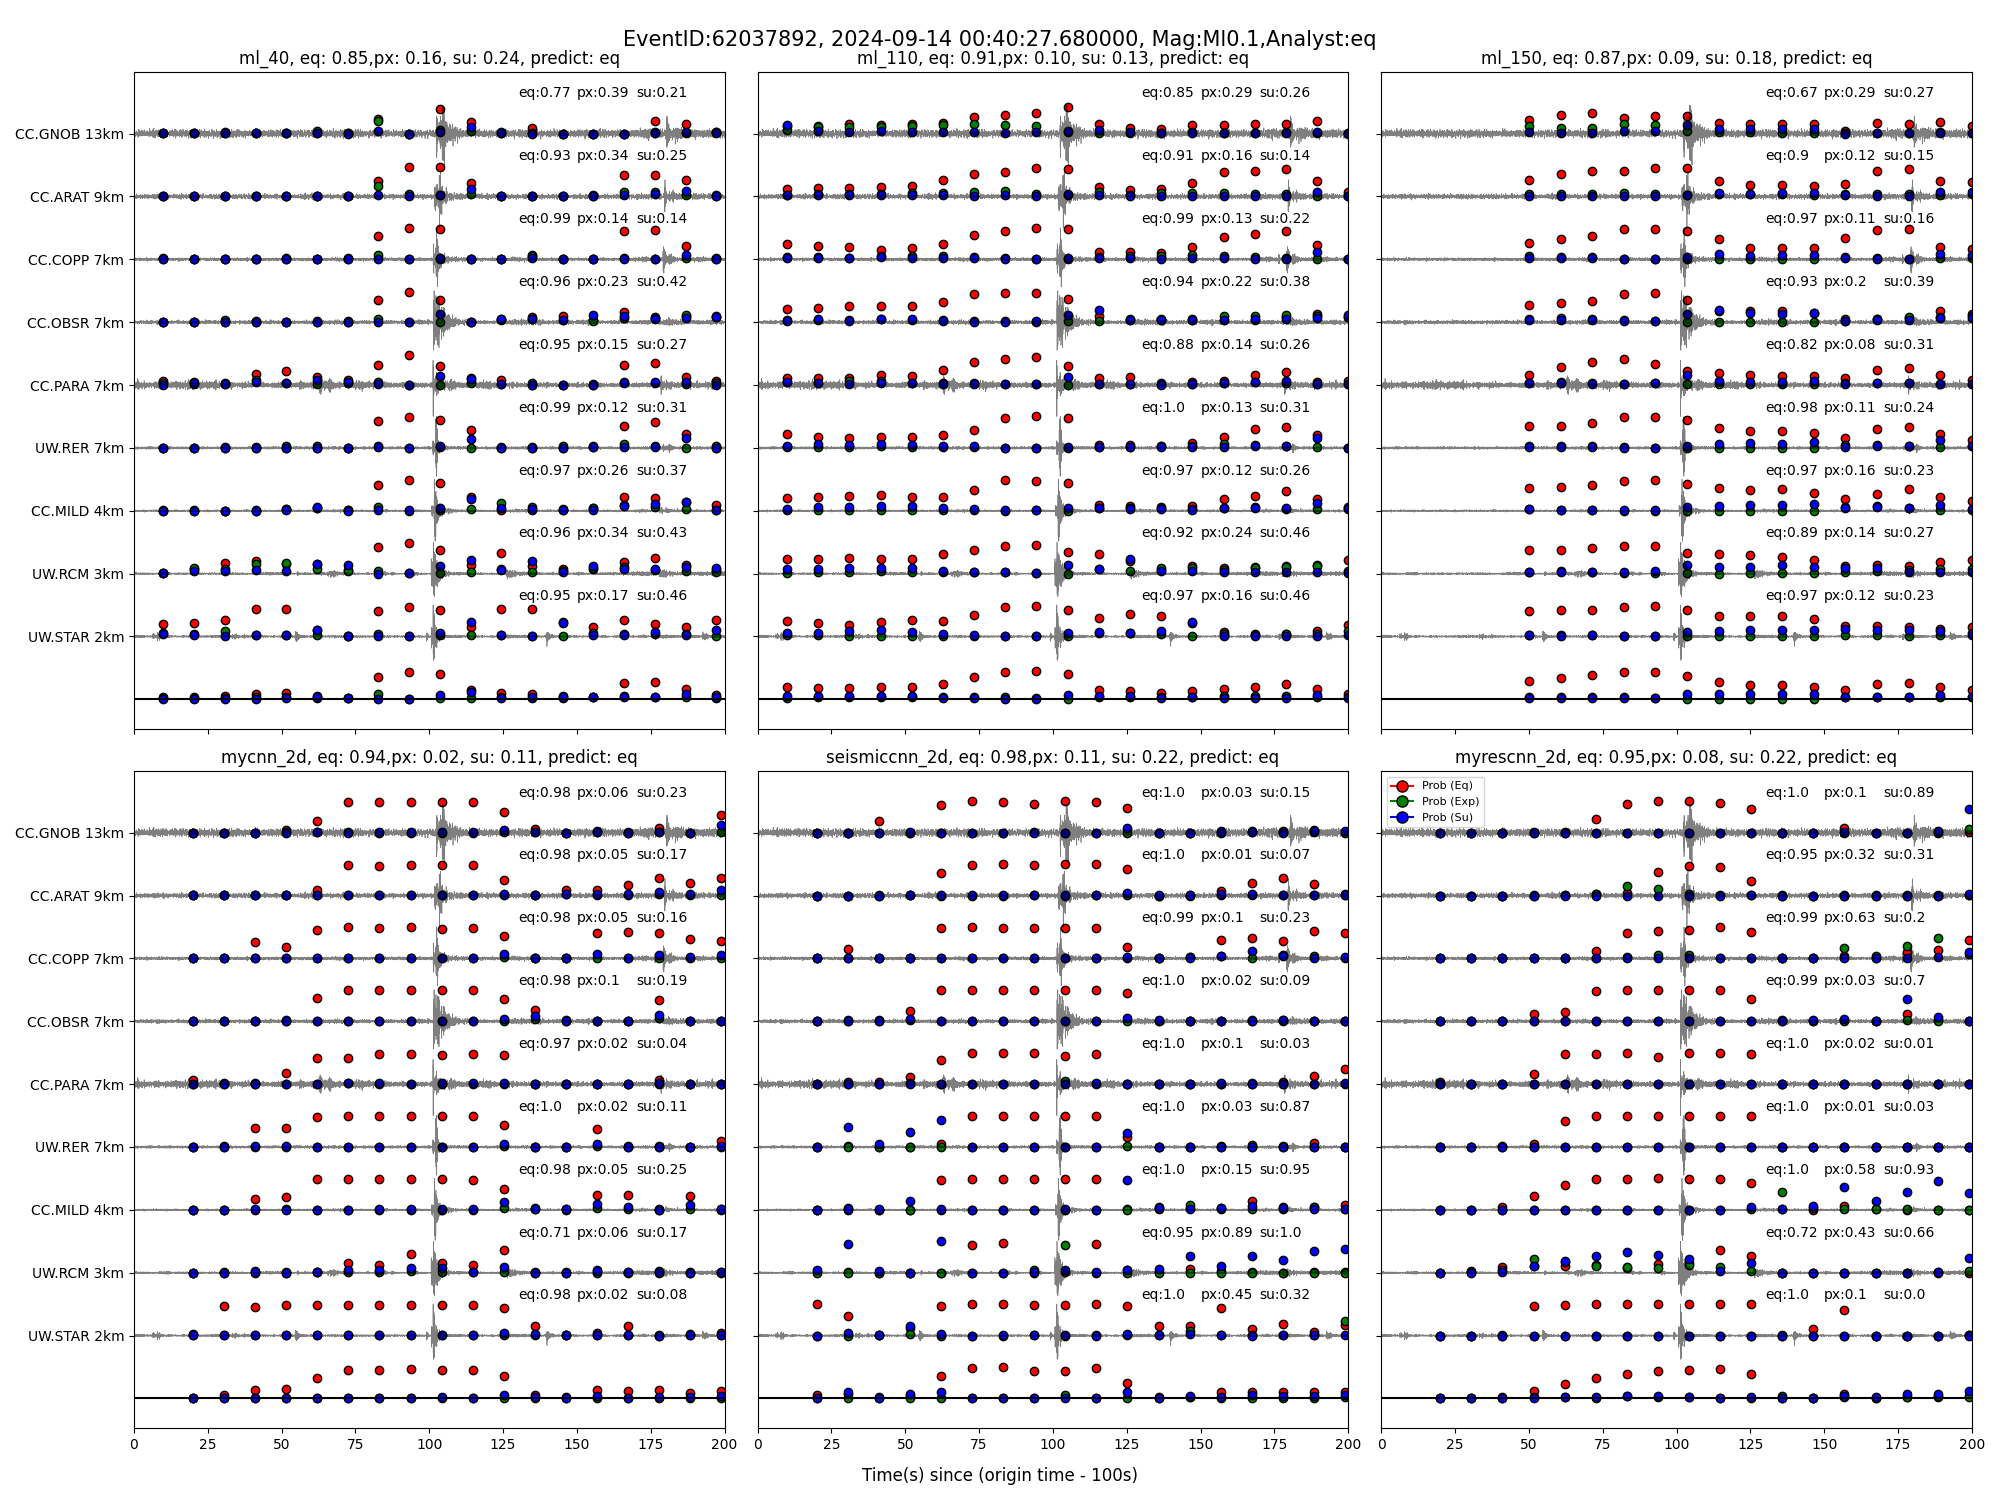 EventID:62037892, 2024-09-14 00:40:27.680000, Mag:Ml0.1,Analyst:eq
ml_40, eq: 0.85,px: 0.16, su: 0.24, predict: eq
CC.GNOB 13km eq:0.77 px:0.39 su:0.21
CC.ARAT 9km eq:0.93 px:0.34 su:0.25
CC.COPP 7km eq:0.99 px:0.14 su:0.14
CC.OBSR 7km eq:0.96 px:0.23 su:0.42
CC.PARA 7km eq:0.95 px:0.15 su:0.27
UW.RER 7km eq:0.99 px:0.12 su:0.31
CC.MILD 4km eq:0.97 px:0.26 su:0.37
UW.RCM 3km eq:0.96 px:0.34 su:0.43
UW.STAR 2km eq:0.95 px:0.17 su:0.46
ml_110, eq: 0.91,px: 0.10, su: 0.13, predict: eq
eq:0.85 px:0.29 su:0.26
eq:0.91 px:0.16 su:0.14
eq:0.99 px:0.13 su:0.22
eq:0.94 px:0.22 su:0.38
eq:0.88 px:0.14 su:0.26
eq:1.0 px:0.13 su:0.31
eq:0.97 px:0.12 su:0.26
eq:0.92 px:0.24 su:0.46
eq:0.97 px:0.16 su:0.46
ml_150, eq: 0.87,px: 0.09, su: 0.18, predict: eq
eq:0.67 px:0.29 su:0.27
eq:0.9 px:0.12 su:0.15
eq:0.97 px:0.11 su:0.16
eq:0.93 px:0.2 su:0.39
eq:0.82 px:0.08 su:0.31
eq:0.98 px:0.11 su:0.24
eq:0.97 px:0.16 su:0.23
eq:0.89 px:0.14 su:0.27
eq:0.97 px:0.12 su:0.23
mycnn_2d, eq: 0.94,px: 0.02, su: 0.11, predict: eq
CC.GNOB 13km eq:0.98 px:0.06 su:0.23
CC.ARAT 9km eq:0.98 px:0.05 su:0.17
CC.COPP 7km eq:0.98 px:0.05 su:0.16
CC.OBSR 7km eq:0.98 px:0.1 su:0.19
CC.PARA 7km eq:0.97 px:0.02 su:0.04
UW.RER 7km eq:1.0 px:0.02 su:0.11
CC.MILD 4km eq:0.98 px:0.05 su:0.25
UW.RCM 3km eq:0.71 px:0.06 su:0.17
UW.STAR 2km eq:0.98 px:0.02 su:0.08
0 25 50 75 100 125 150 175 200
seismiccnn_2d, eq: 0.98,px: 0.11, su: 0.22, predict: eq
eq:1.0 px:0.03 su:0.15
eq:1.0 px:0.01 su:0.07
eq:0.99 px:0.1 su:0.23
eq:1.0 px:0.02 su:0.09
eq:1.0 px:0.1 su:0.03
eq:1.0 px:0.03 su:0.87
eq:1.0 px:0.15 su:0.95
eq:0.95 px:0.89 su:1.0
eq:1.0 px:0.45 su:0.32
0 25 50 75 100 125 150 175 200
myrescnn_2d, eq: 0.95,px: 0.08, su: 0.22, predict: eq
Prob (Eq)
Prob (Exp)
Prob (Su)
eq:1.0 px:0.1 su:0.89
eq:0.95 px:0.32 su:0.31
eq:0.99 px:0.63 su:0.2
eq:0.99 px:0.03 su:0.7
eq:1.0 px:0.02 su:0.01
eq:1.0 px:0.01 su:0.03
eq:1.0 px:0.58 su:0.93
eq:0.72 px:0.43 su:0.66
eq:1.0 px:0.1 su:0.0
0 25 50 75 100 125 150 175 200
Time(s) since (origin time - 100s)